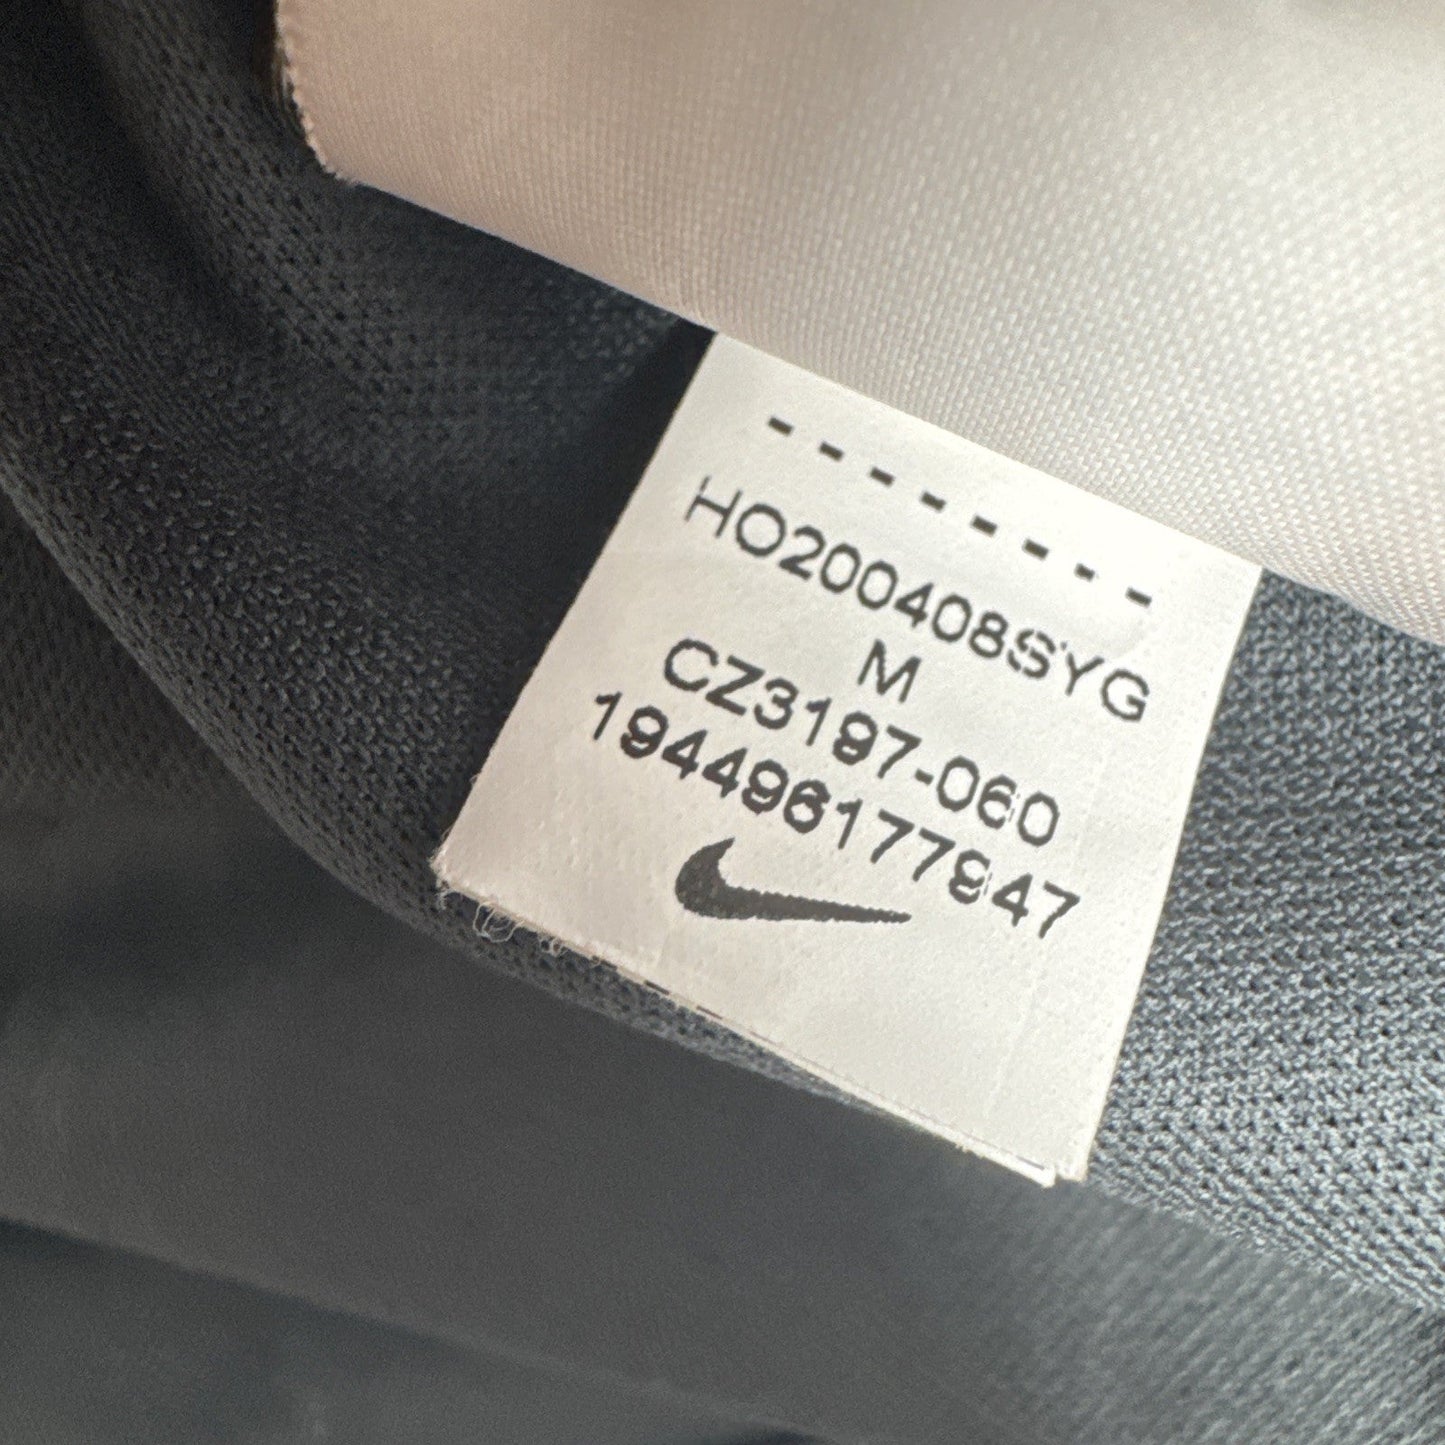 --------
HO200408SYG
M
CZ3197-060
194496177947